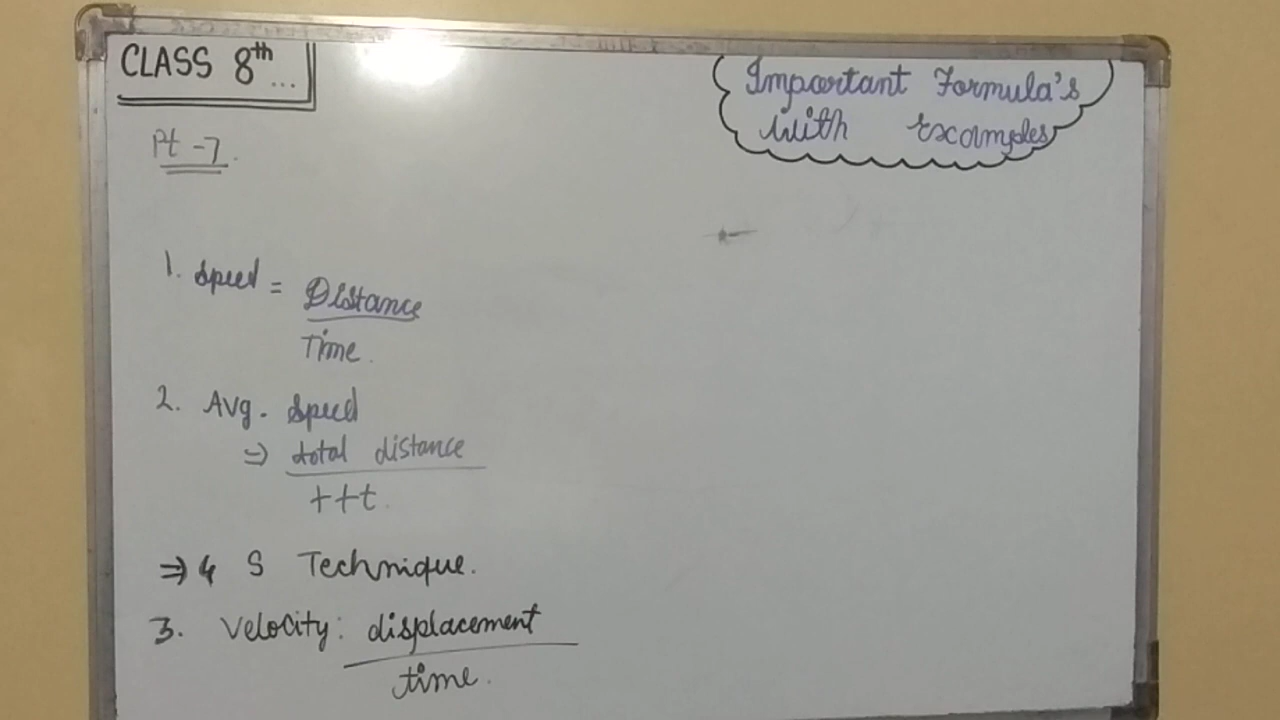 CLASS 8th ...
Important Formula's
with Examples
Pt - 7.
1. Speed = Distance
Time.
2. Avg. Speed
=> total distance
ttt.
=> 4 S Technique.
3. Velocity: displacement
time.